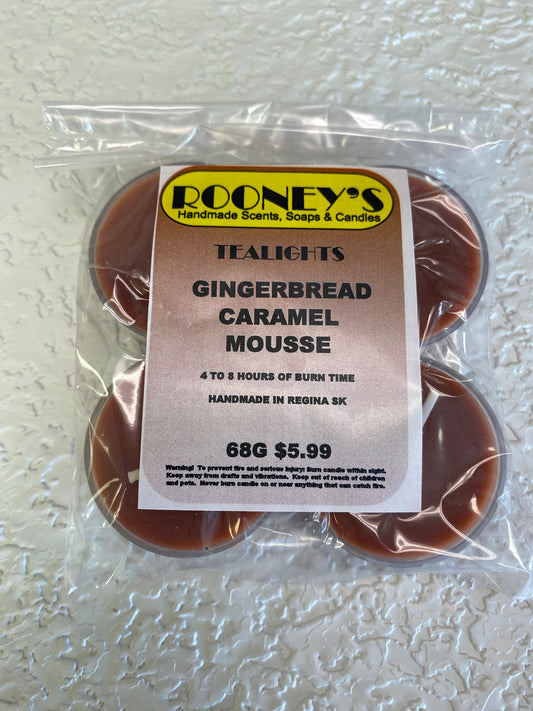 ROONEY'S
Handmade Scents, Soaps & Candles
TEALIGHTS
GINGERBREAD
CARAMEL
MOUSSE
4 TO 8 HOURS OF BURN TIME
HANDMADE IN REGINA SK
68G $5.99
Warning! To prevent fire and serious injury: Burn candle within sight.
Keep away from drafts and vibrations. Keep out of reach of children
and pets. Never burn candle on or near anything that can catch fire.